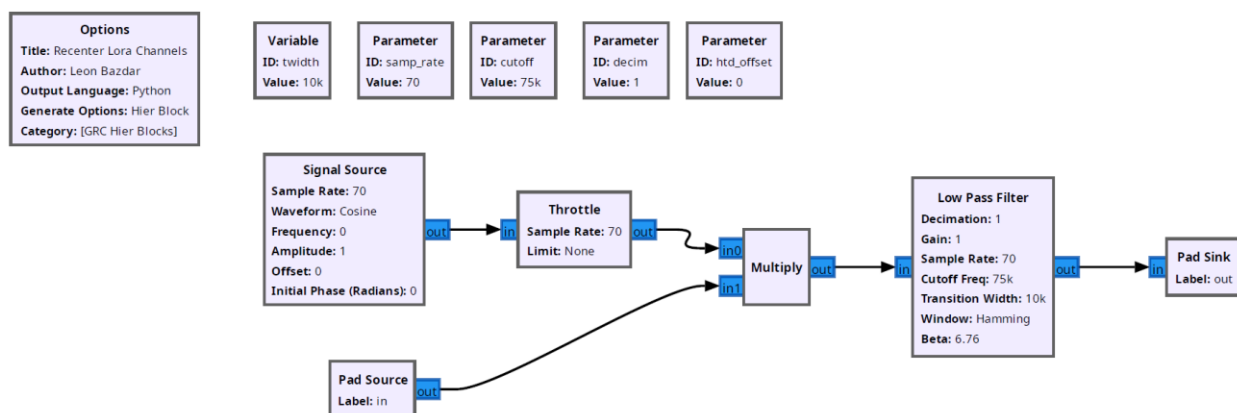 Options
Title: Recenter Lora Channels
Author: Leon Bazdar
Output Language: Python
Generate Options: Hier Block
Category: [GRC Hier Blocks]
Variable
ID: twidth
Value: 10k
Parameter
ID: samp_rate
Value: 70
Parameter
ID: cutoff
Value: 75k
Parameter
ID: decim
Value: 1
Parameter
ID: htd_offset
Value: 0
Signal Source
Sample Rate: 70
Waveform: Cosine
Frequency: 0
Amplitude: 1
Offset: 0
Initial Phase (Radians): 0
out
in
Throttle
Sample Rate: 70
Limit: None
out
in0
in1
Multiply
out
in
Low Pass Filter
Decimation: 1
Gain: 1
Sample Rate: 70
Cutoff Freq: 75k
Transition Width: 10k
Window: Hamming
Beta: 6.76
out
in
Pad Sink
Label: out
Pad Source
Label: in
out